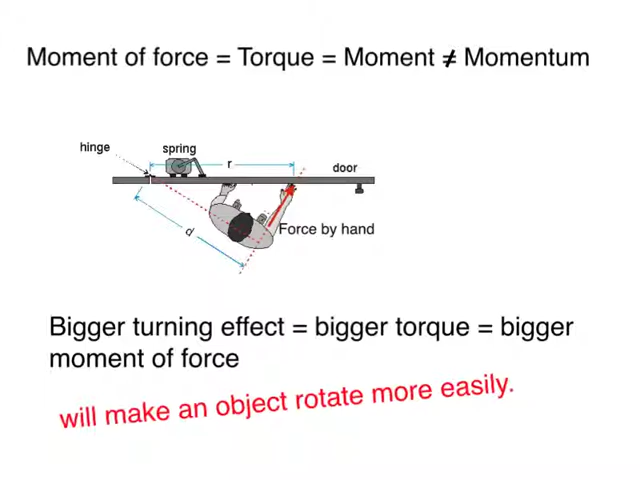 Moment of force = Torque = Moment ≠ Momentum
hinge
spring
r
door
d
Force by hand
Bigger turning effect = bigger torque = bigger
moment of force
will make an object rotate more easily.